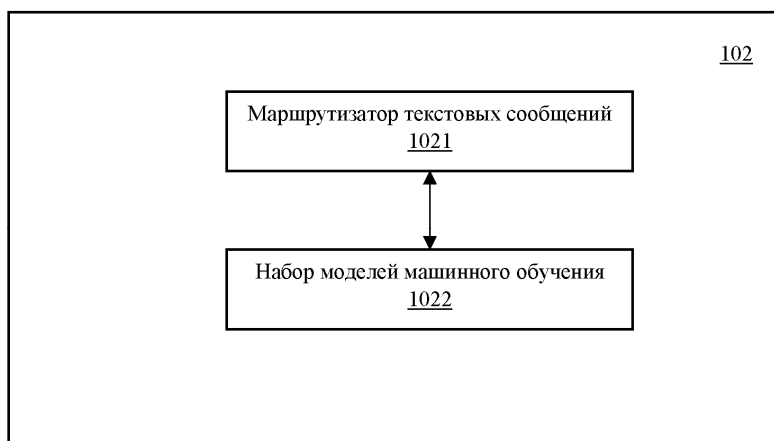 102
Маршрутизатор текстовых сообщений
1021
Набор моделей машинного обучения
1022